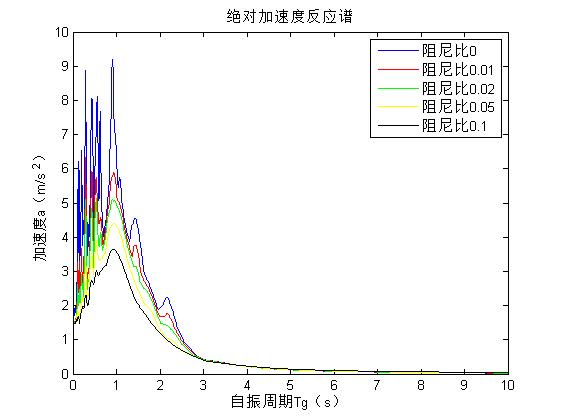 绝对加速度反应谱
加速度a（m/s²）
10
9
8
7
6
5
4
3
2
1
0
阻尼比0
阻尼比0.01
阻尼比0.02
阻尼比0.05
阻尼比0.1
0 1 2 3 4 5 6 7 8 9 10
自振周期Tg（s）